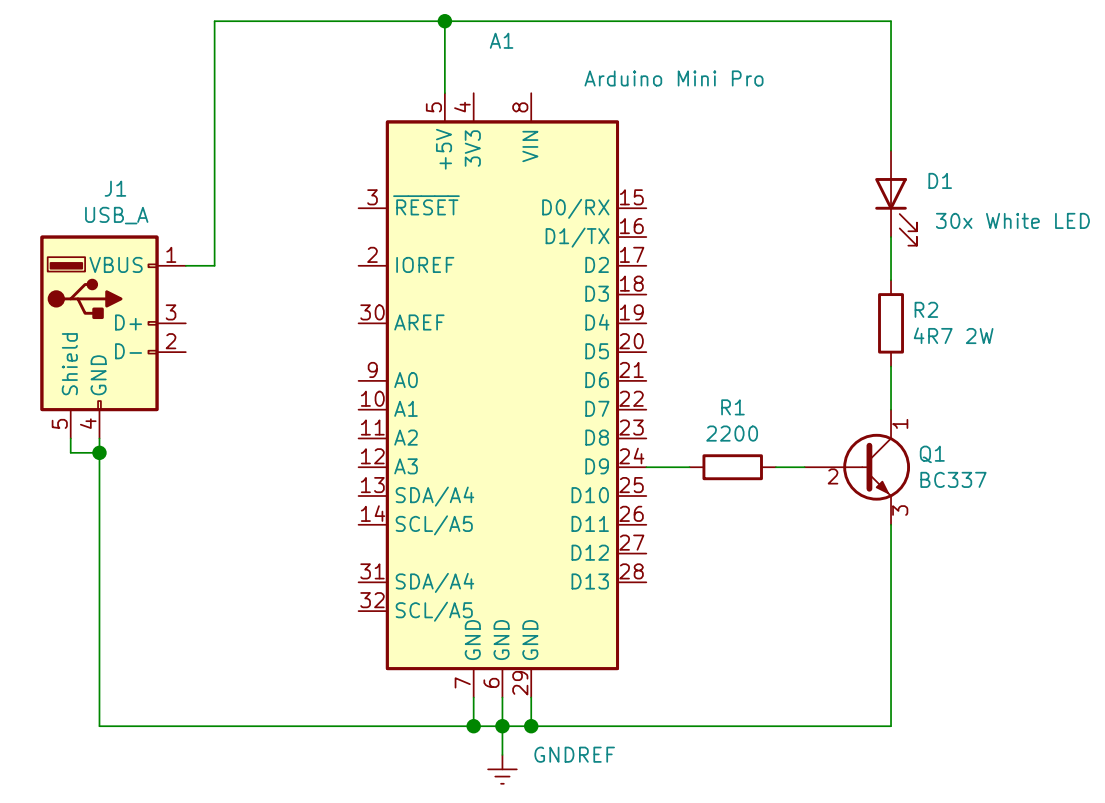 A1
Arduino Mini Pro
5
4
8
+5V
3V3
VIN
J1
USB_A
VBUS
1
D+
3
D-
2
Shield
GND
5
4
3
RESET
2
IOREF
30
AREF
9
A0
10
A1
11
A2
12
A3
13
SDA/A4
14
SCL/A5
31
SDA/A4
32
SCL/A5
D0/RX
15
D1/TX
16
D2
17
D3
18
D4
19
D5
20
D6
21
D7
22
D8
23
D9
24
D10
25
D11
26
D12
27
D13
28
GND
GND
GND
7
6
29
GNDREF
R1
2200
D1
30x White LED
R2
4R7 2W
1
2
3
Q1
BC337